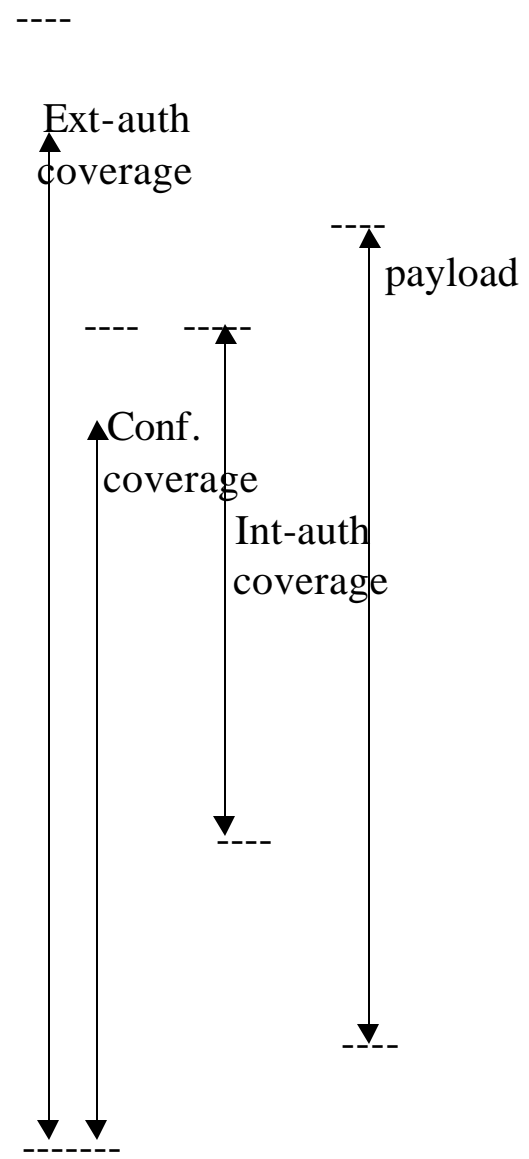 ----
Ext-auth
coverage
----
payload
---- -----
Conf.
coverage
Int-auth
coverage
----
----
-------